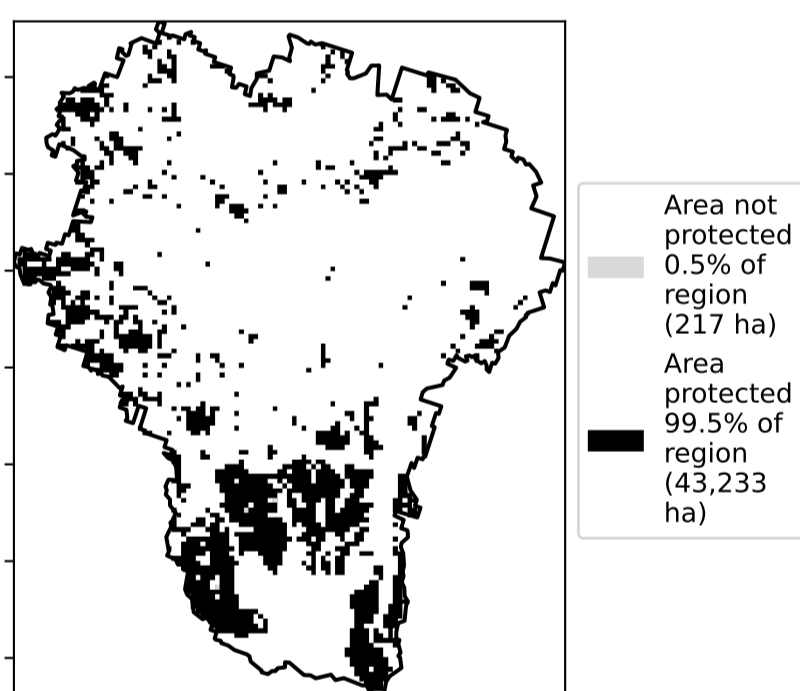 Area not
protected
0.5% of
region
(217 ha)
Area
protected
99.5% of
region
(43,233
ha)